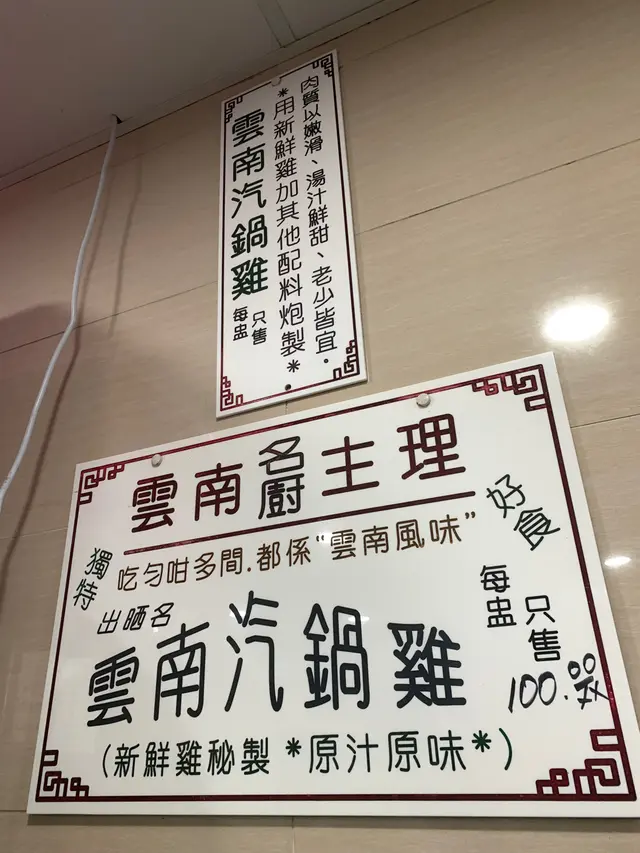 肉質以嫩滑、湯汁鮮甜、老少皆宜.
*用新鮮雞加其他配料炮製*
雲南汽鍋雞
只售
每盅
雲南名廚主理
獨特
好食
吃勻咁多間.都係“雲南風味”
出晒名
雲南汽鍋雞
每盅
只售
100.00
(新鮮雞秘製 *原汁原味*)